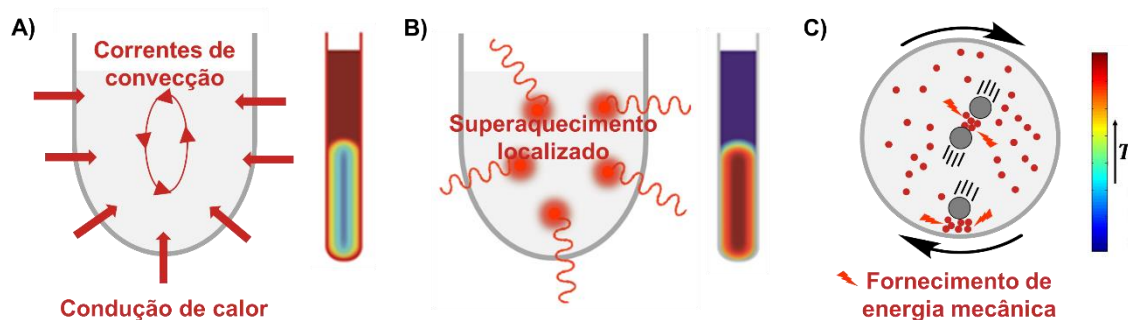 A)
Correntes de
convecção
Condução de calor
B)
Superaquecimento
localizado
C)
T
Fornecimento de
energia mecânica